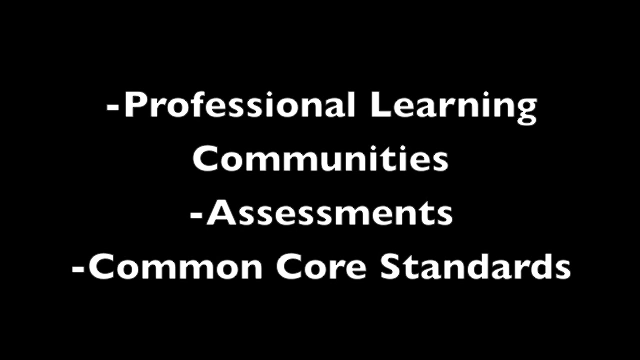 -Professional Learning
Communities
-Assessments
-Common Core Standards